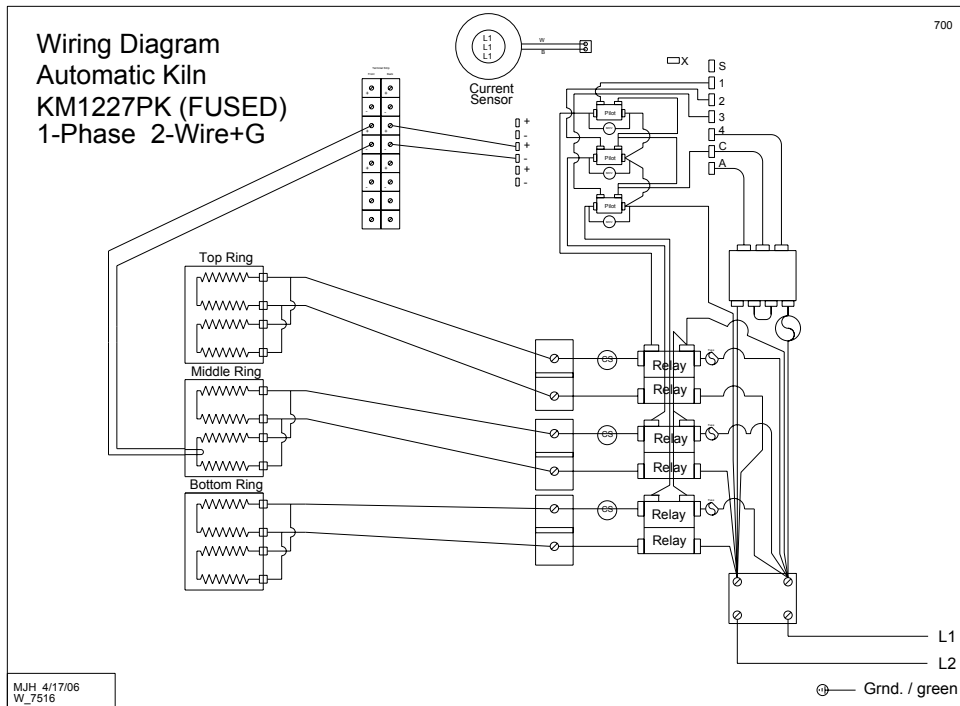 700
Wiring Diagram
Automatic Kiln
KM1227PK (FUSED)
1-Phase 2-Wire+G
L1
L1
L1
W
B
Current
Sensor
X
S
1
2
3
4
C
A
+
-
+
-
+
-
Pilot
Pilot
Pilot
Top Ring
Middle Ring
Bottom Ring
CS
Relay
Relay
CS
Relay
Relay
CS
Relay
Relay
L1
L2
Grnd. / green
MJH 4/17/06
W_7516